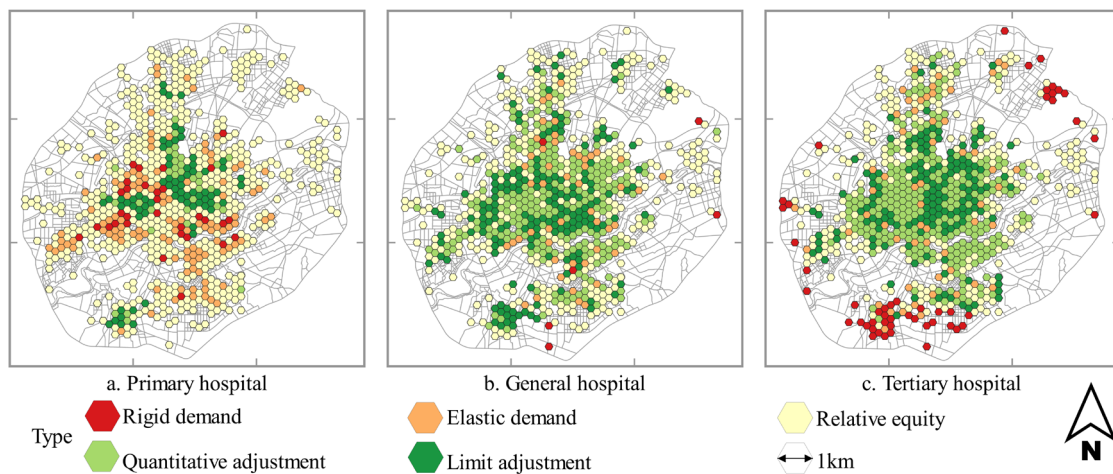 a. Primary hospital
b. General hospital
c. Tertiary hospital
Type
Rigid demand
Elastic demand
Relative equity
Quantitative adjustment
Limit adjustment
1km
N